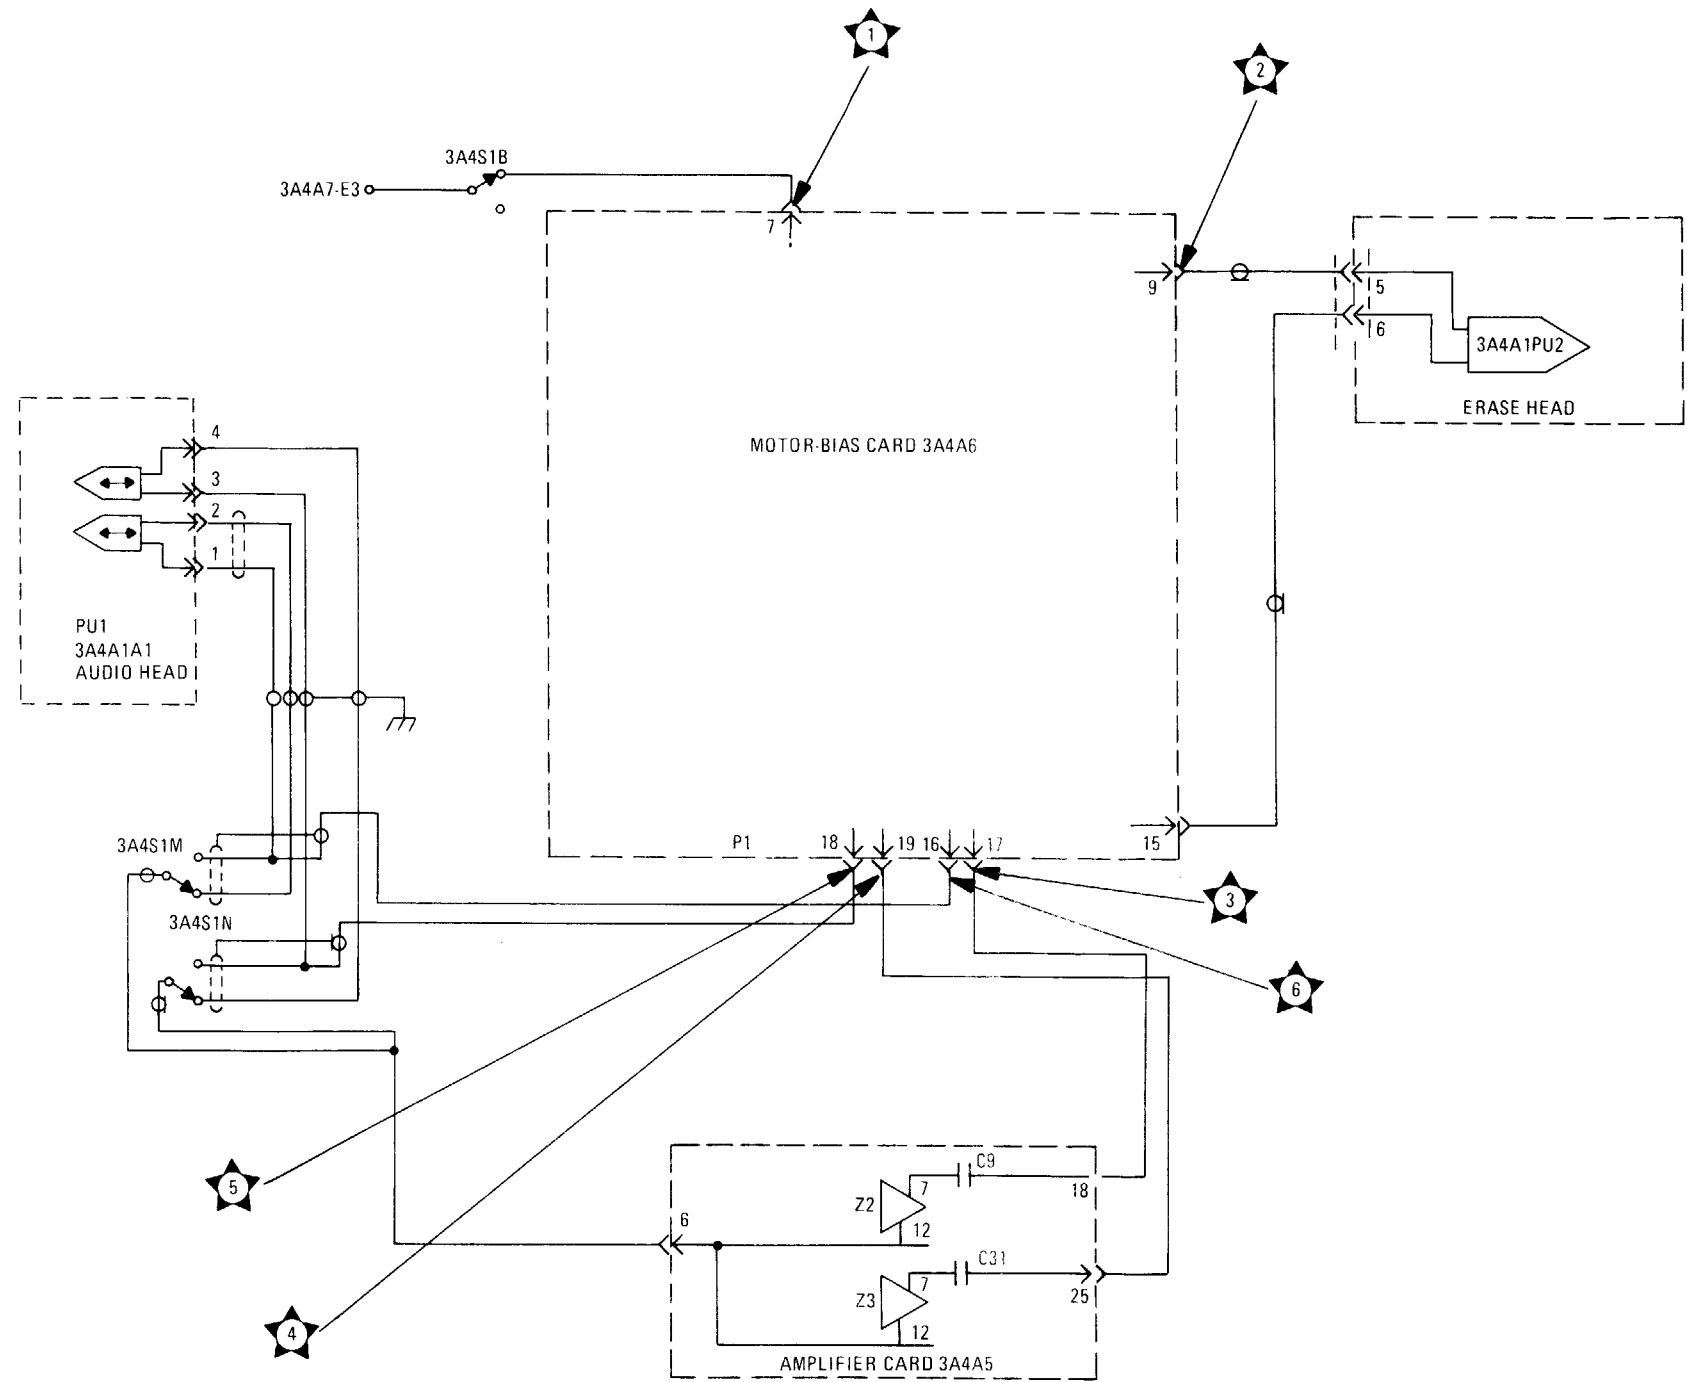 1
2
3A4S1B
3A4A7-E3
7
9
5
6
3A4A1PU2
ERASE HEAD
MOTOR-BIAS CARD 3A4A6
4
3
2
1
PU1
3A4A1A1
AUDIO HEAD
3A4S1M
P1
18
19
16
17
15
3A4S1N
3
6
5
C9
18
7
Z2
12
6
C31
7
25
Z3
12
4
AMPLIFIER CARD 3A4A5